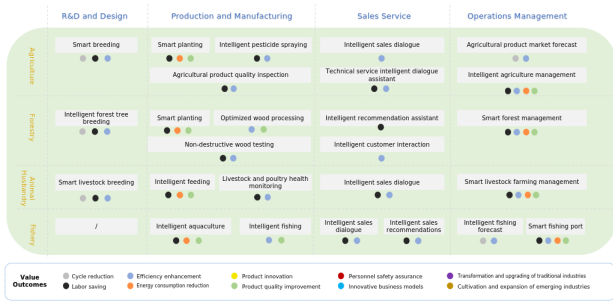 R&D and Design
Production and Manufacturing
Sales Service
Operations Management
Agriculture
Smart breeding
Smart planting
Intelligent pesticide spraying
Intelligent sales dialogue
Agricultural product market forecast
Agricultural product quality inspection
Technical service intelligent dialogue
assistant
Intelligent agriculture management
Forestry
Intelligent forest tree
breeding
Smart planting
Optimized wood processing
Intelligent recommendation assistant
Smart forest management
Non-destructive wood testing
Intelligent customer interaction
Animal
Husbandry
Smart livestock breeding
Intelligent feeding
Livestock and poultry health
monitoring
Intelligent sales dialogue
Smart livestock farming management
Fishery
/
Intelligent aquaculture
Intelligent fishing
Intelligent sales
dialogue
Intelligent sales
recommendations
Intelligent fishing
forecast
Smart fishing port
Value
Outcomes
Cycle reduction
Efficiency enhancement
Product innovation
Personnel safety assurance
Transformation and upgrading of traditional industries
Labor saving
Energy consumption reduction
Product quality improvement
Innovative business models
Cultivation and expansion of emerging industries